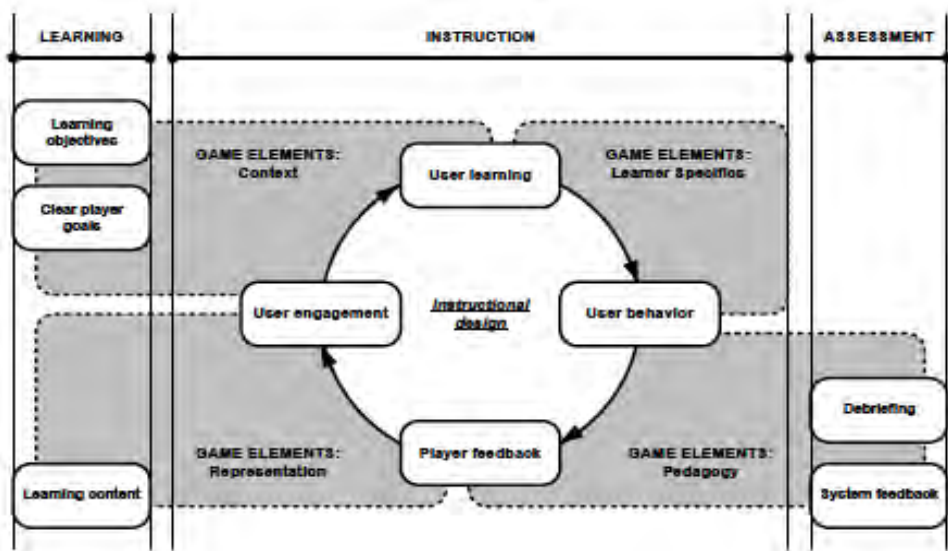 LEARNING
INSTRUCTION
ASSESSMENT
Learning
objectives
GAME ELEMENTS:
Context
User learning
GAME ELEMENTS:
Learner Specifics
Clear player
goals
User engagement
Instructional
design
User behavior
Debriefing
GAME ELEMENTS:
Representation
Player feedback
GAME ELEMENTS:
Pedagogy
Learning content
System feedback